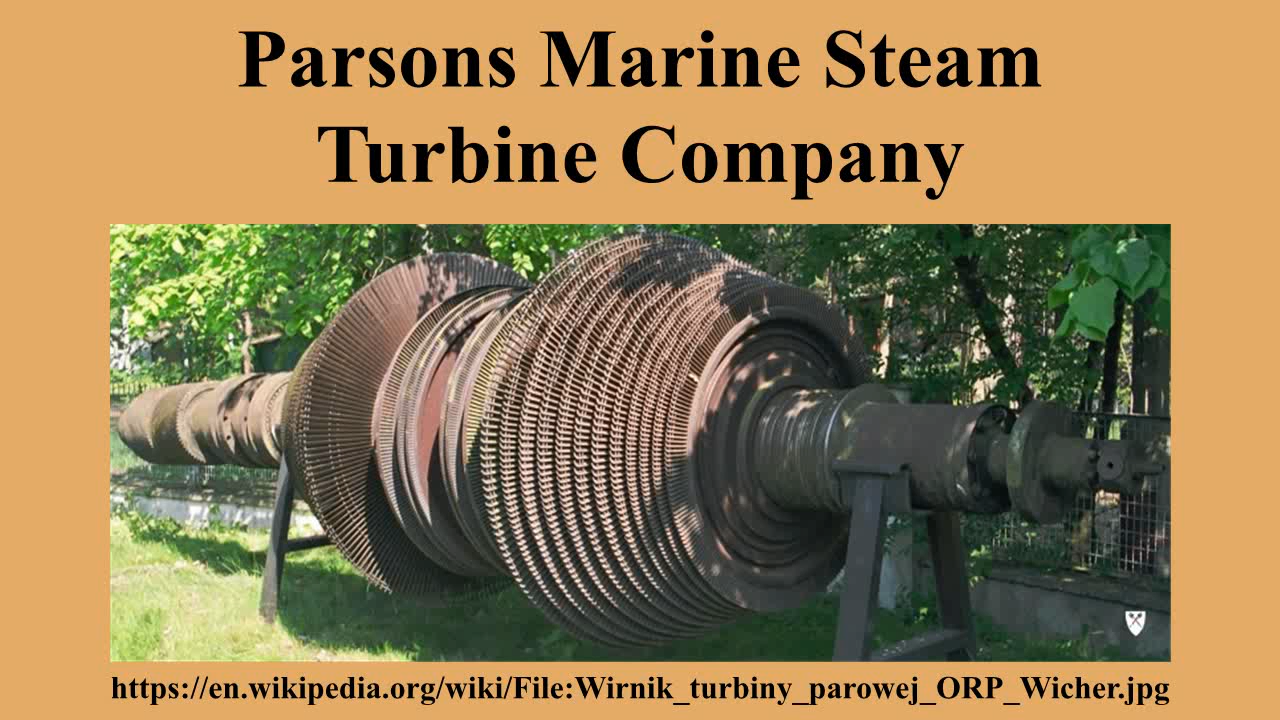 Parsons Marine Steam
Turbine Company
https://en.wikipedia.org/wiki/File:Wirnik_turbiny_parowej_ORP_Wicher.jpg